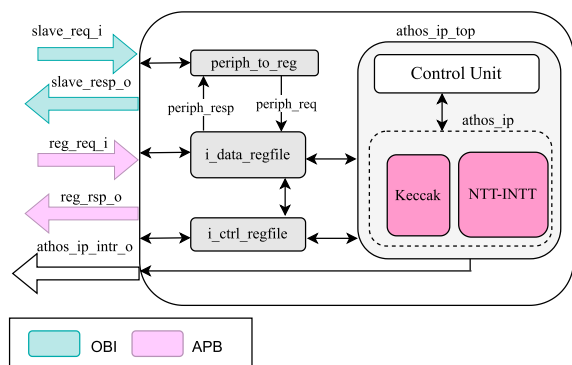 slave_req_i
athos_ip_top
periph_to_reg
Control Unit
slave_resp_o
periph_resp
periph_req
athos_ip
reg_req_i
i_data_regfile
Keccak
NTT-INTT
reg_rsp_o
i_ctrl_regfile
athos_ip_intr_o
OBI
APB